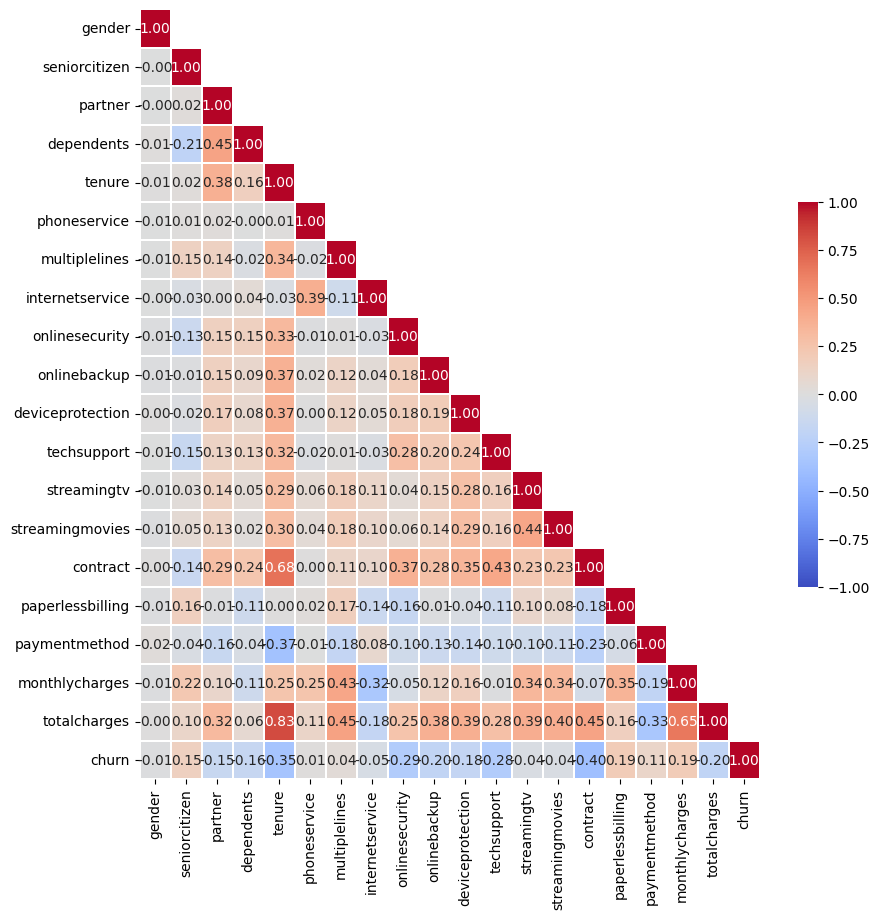 gender 1.00
seniorcitizen -0.00 1.00
partner -0.00 0.02 1.00
dependents -0.01 -0.21 0.45 1.00
tenure -0.01 0.02 0.38 0.16 1.00
phoneservice -0.01 0.01 0.02 -0.00 0.01 1.00
multiplelines -0.01 0.15 0.14 -0.02 0.34 -0.02 1.00
internetservice -0.00 -0.03 0.00 0.04 -0.03 0.39 -0.11 1.00
onlinesecurity -0.01 -0.13 0.15 0.15 0.33 -0.01 0.01 -0.03 1.00
onlinebackup -0.01 -0.01 0.15 0.09 0.37 0.02 0.12 0.04 0.18 1.00
deviceprotection -0.00 -0.02 0.17 0.08 0.37 0.00 0.12 0.05 0.18 0.19 1.00
techsupport -0.01 -0.15 0.13 0.13 0.32 -0.02 0.01 -0.03 0.28 0.20 0.24 1.00
streamingtv -0.01 0.03 0.14 0.05 0.29 0.06 0.18 0.11 0.04 0.15 0.28 0.16 1.00
streamingmovies -0.01 0.05 0.13 0.02 0.30 0.04 0.18 0.10 0.06 0.14 0.29 0.16 0.44 1.00
contract -0.00 -0.14 0.29 0.24 0.68 0.00 0.11 0.10 0.37 0.28 0.35 0.43 0.23 0.23 1.00
paperlessbilling -0.01 0.16 -0.01 -0.11 0.00 0.02 0.17 -0.14 -0.16 -0.01 -0.04 -0.11 0.10 0.08 -0.18 1.00
paymentmethod -0.02 -0.04 -0.16 -0.04 -0.37 -0.01 -0.18 0.08 -0.10 -0.13 -0.14 -0.10 -0.10 -0.11 -0.23 -0.06 1.00
monthlycharges -0.01 0.22 0.10 -0.11 0.25 0.25 0.43 -0.32 -0.05 0.12 0.16 -0.01 0.34 0.34 -0.07 0.35 -0.19 1.00
totalcharges -0.00 0.10 0.32 0.06 0.83 0.11 0.45 -0.18 0.25 0.38 0.39 0.28 0.39 0.40 0.45 0.16 -0.33 0.65 1.00
churn -0.01 0.15 -0.15 -0.16 -0.35 0.01 0.04 -0.05 -0.29 -0.20 -0.18 -0.28 -0.04 -0.04 -0.40 0.19 0.11 0.19 -0.20 1.00
gender
seniorcitizen
partner
dependents
tenure
phoneservice
multiplelines
internetservice
onlinesecurity
onlinebackup
deviceprotection
techsupport
streamingtv
streamingmovies
contract
paperlessbilling
paymentmethod
monthlycharges
totalcharges
churn
1.00
0.75
0.50
0.25
0.00
−0.25
−0.50
−0.75
−1.00